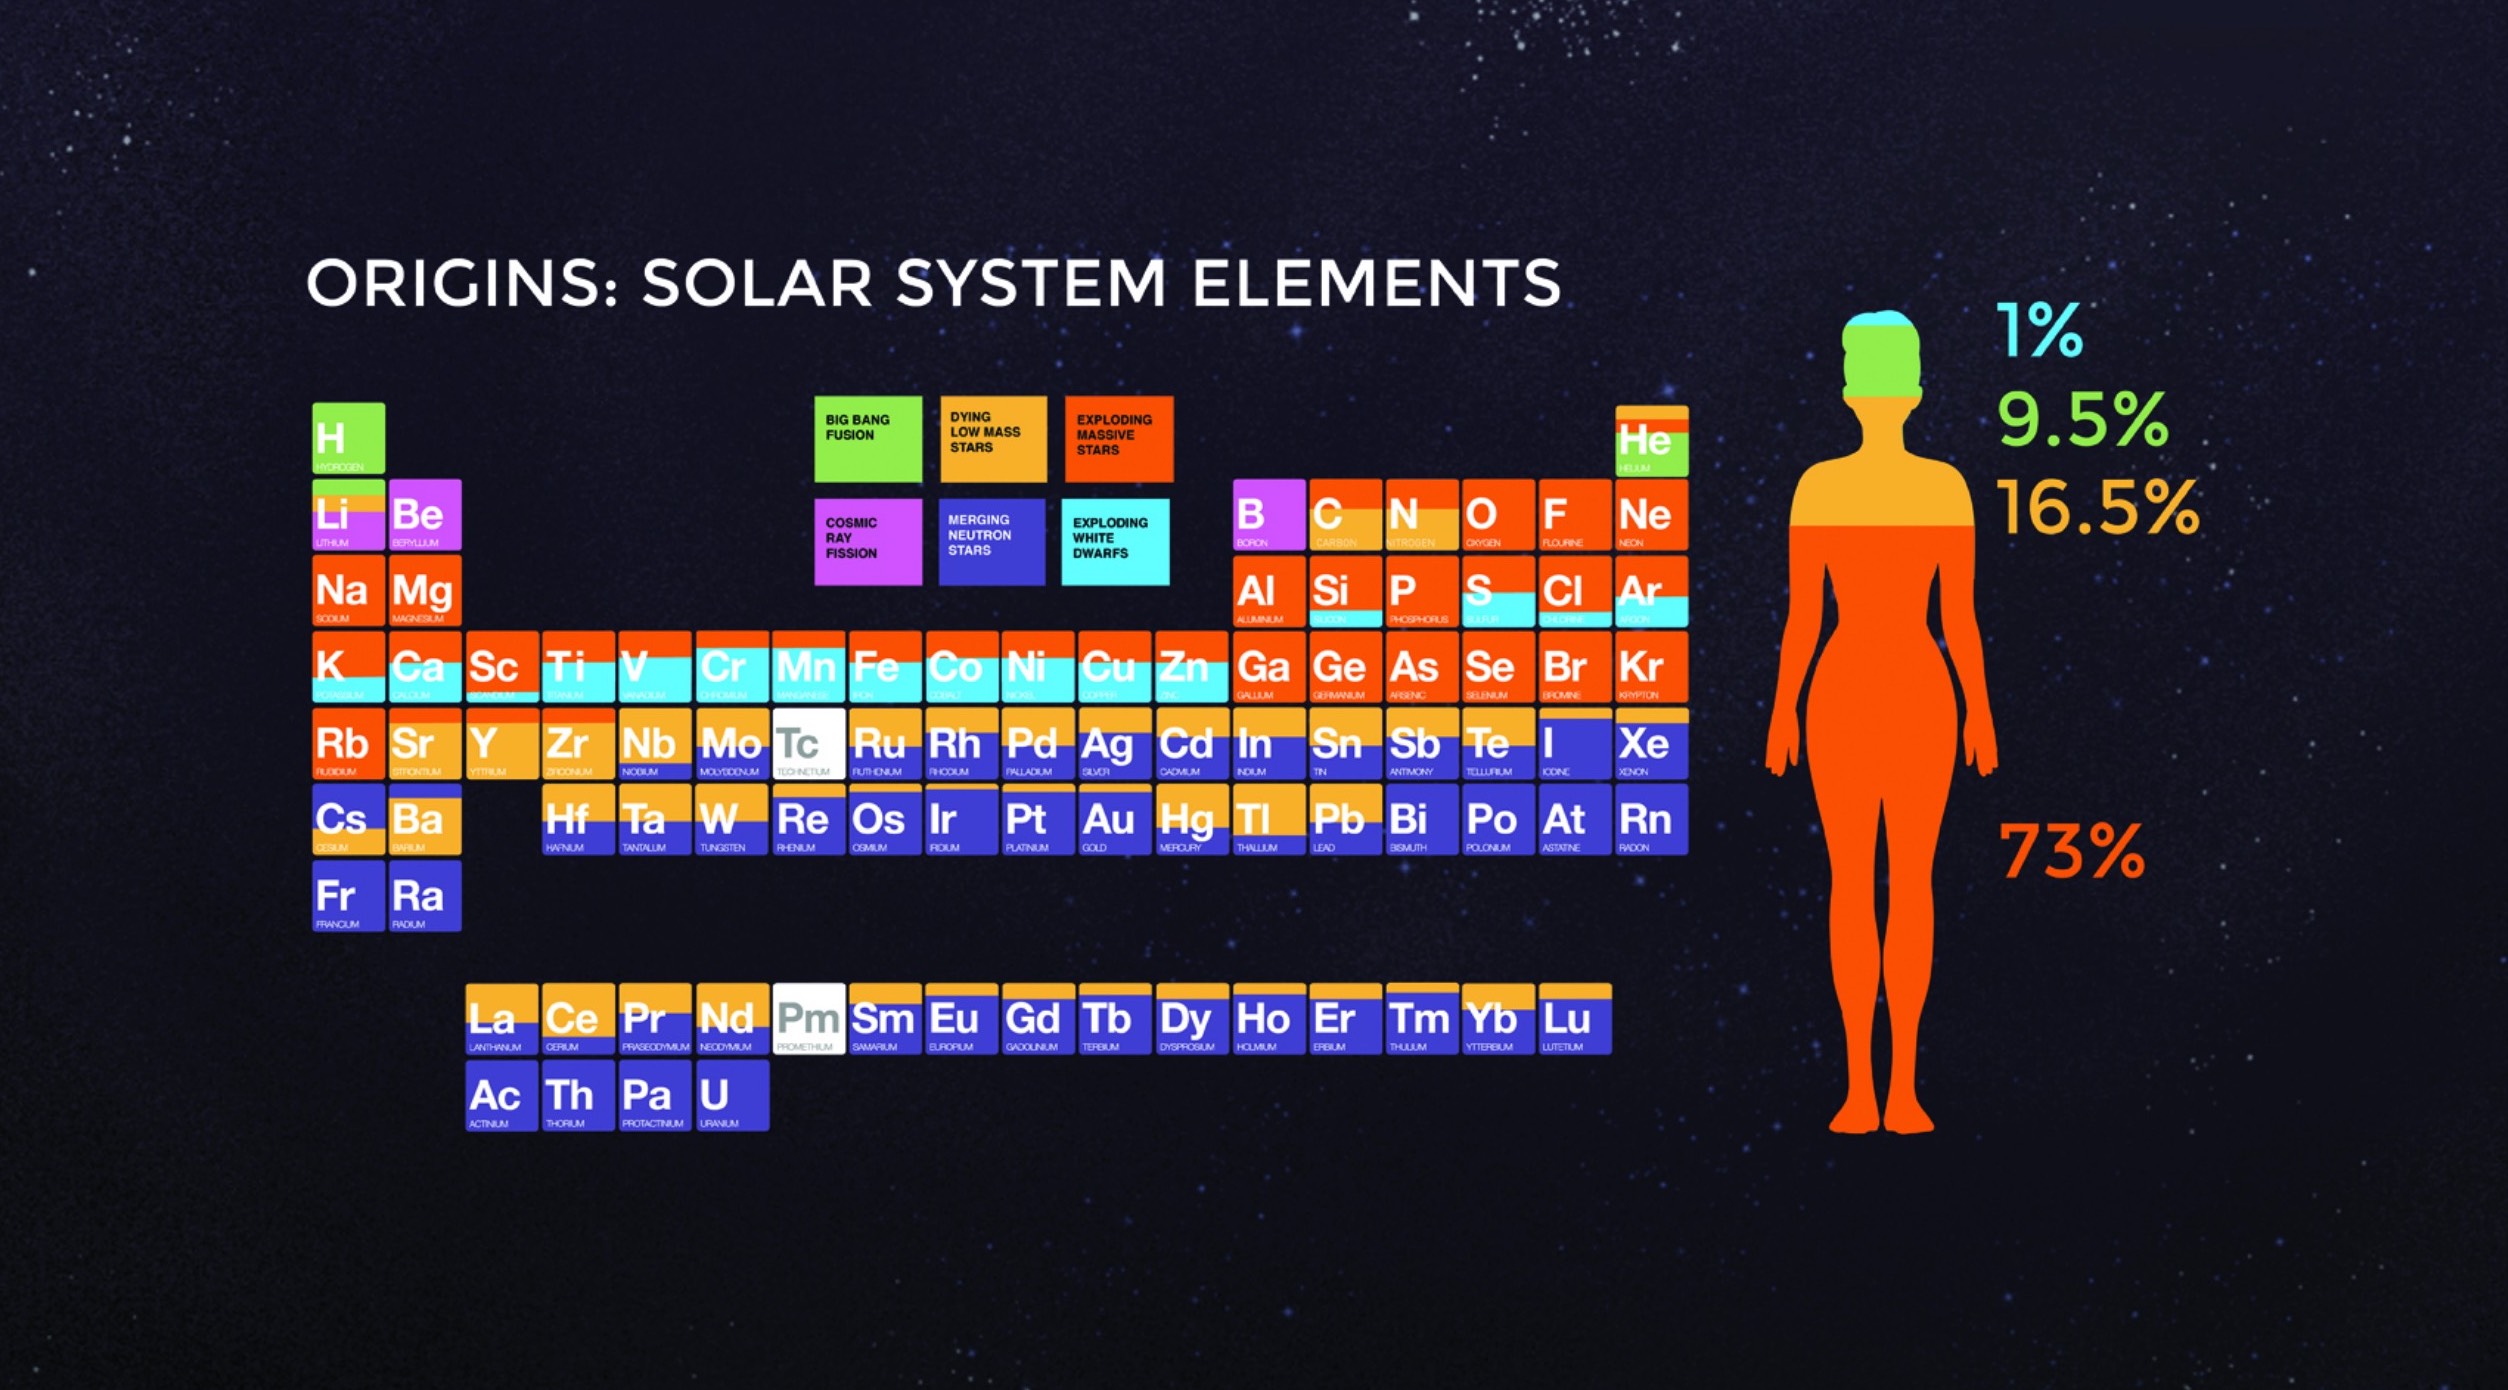 ORIGINS: SOLAR SYSTEM ELEMENTS
1%
9.5%
16.5%
73%
BIG BANG
FUSION
DYING
LOW MASS
STARS
EXPLODING
MASSIVE
STARS
COSMIC
RAY
FISSION
MERGING
NEUTRON
STARS
EXPLODING
WHITE
DWARFS
H He
HYDROGEN HELIUM
Li Be B C N O F Ne
LITHIUM BERYLLIUM BORON CARBON NITROGEN OXYGEN FLOURINE NEON
Na Mg Al Si P S Cl Ar
SODIUM MAGNESIUM ALUMINIUM SILICON PHOSPHORUS SULFUR CHLORINE ARGON
K Ca Sc Ti V Cr Mn Fe Co Ni Cu Zn Ga Ge As Se Br Kr
POTASSIUM CALCIUM SCANDIUM TITANIUM VANADIUM CHROMIUM MANGANESE IRON COBALT NICKEL COPPER ZINC GALLIUM GERMANIUM ARSENIC SELENIUM BROMINE KRYPTON
Rb Sr Y Zr Nb Mo Tc Ru Rh Pd Ag Cd In Sn Sb Te I Xe
RUBIDIUM STRONTIUM YTTRIUM ZIRCONIUM NIOBIUM MOLYBDENUM TECHNETIUM RUTHENIUM RHODIUM PALLADIUM SILVER CADMIUM INDIUM TIN ANTIMONY TELLURIUM IODINE XENON
Cs Ba Hf Ta W Re Os Ir Pt Au Hg Tl Pb Bi Po At Rn
CESIUM BARIUM HAFNIUM TANTALUM TUNGSTEN RHENIUM OSMIUM IRIDIUM PLATINIUM GOLD MERCURY THALLIUM LEAD BISMUTH POLONIUM ASTATINE RADON
Fr Ra
FRANCIUM RADIUM
La Ce Pr Nd Pm Sm Eu Gd Tb Dy Ho Er Tm Yb Lu
LANTHANUM CERIUM PRASEODYMIUM NEODYMIUM PROMETHIUM SAMARIUM EUROPIUM GADOLINIUM TERBIUM DYSPROSIUM HOLMIUM ERBIUM THULIUM YTTERBIUM LUTETIUM
Ac Th Pa U
ACTINIUM THORIUM PROTACTINIUM URANIUM